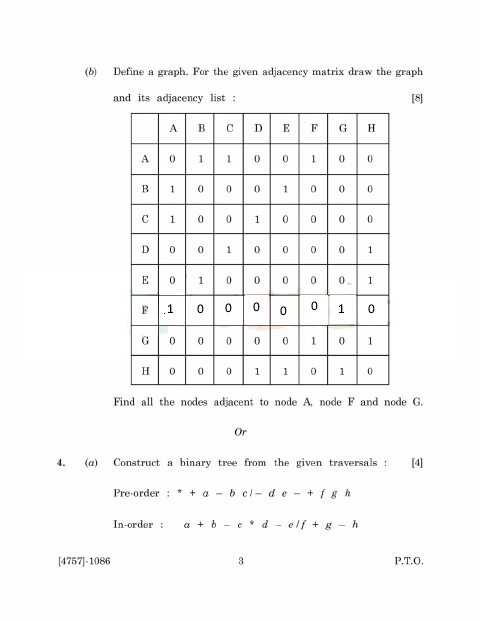 (b) Define a graph. For the given adjacency matrix draw the graph
and its adjacency list : [8]
A B C D E F G H
A 0 1 1 0 0 1 0 0
B 1 0 0 0 1 0 0 0
C 1 0 0 1 0 0 0 0
D 0 0 1 0 0 0 0 1
E 0 1 0 0 0 0 0 1
F .1 0 0 0 0 0 1 0
G 0 0 0 0 0 1 0 1
H 0 0 0 1 1 0 1 0
Find all the nodes adjacent to node A, node F and node G.
Or
4. (a) Construct a binary tree from the given traversals : [4]
Pre-order : * + a – b c / – d e – + f g h
In-order : a + b – c * d – e / f + g – h
[4757]-1086 3 P.T.O.